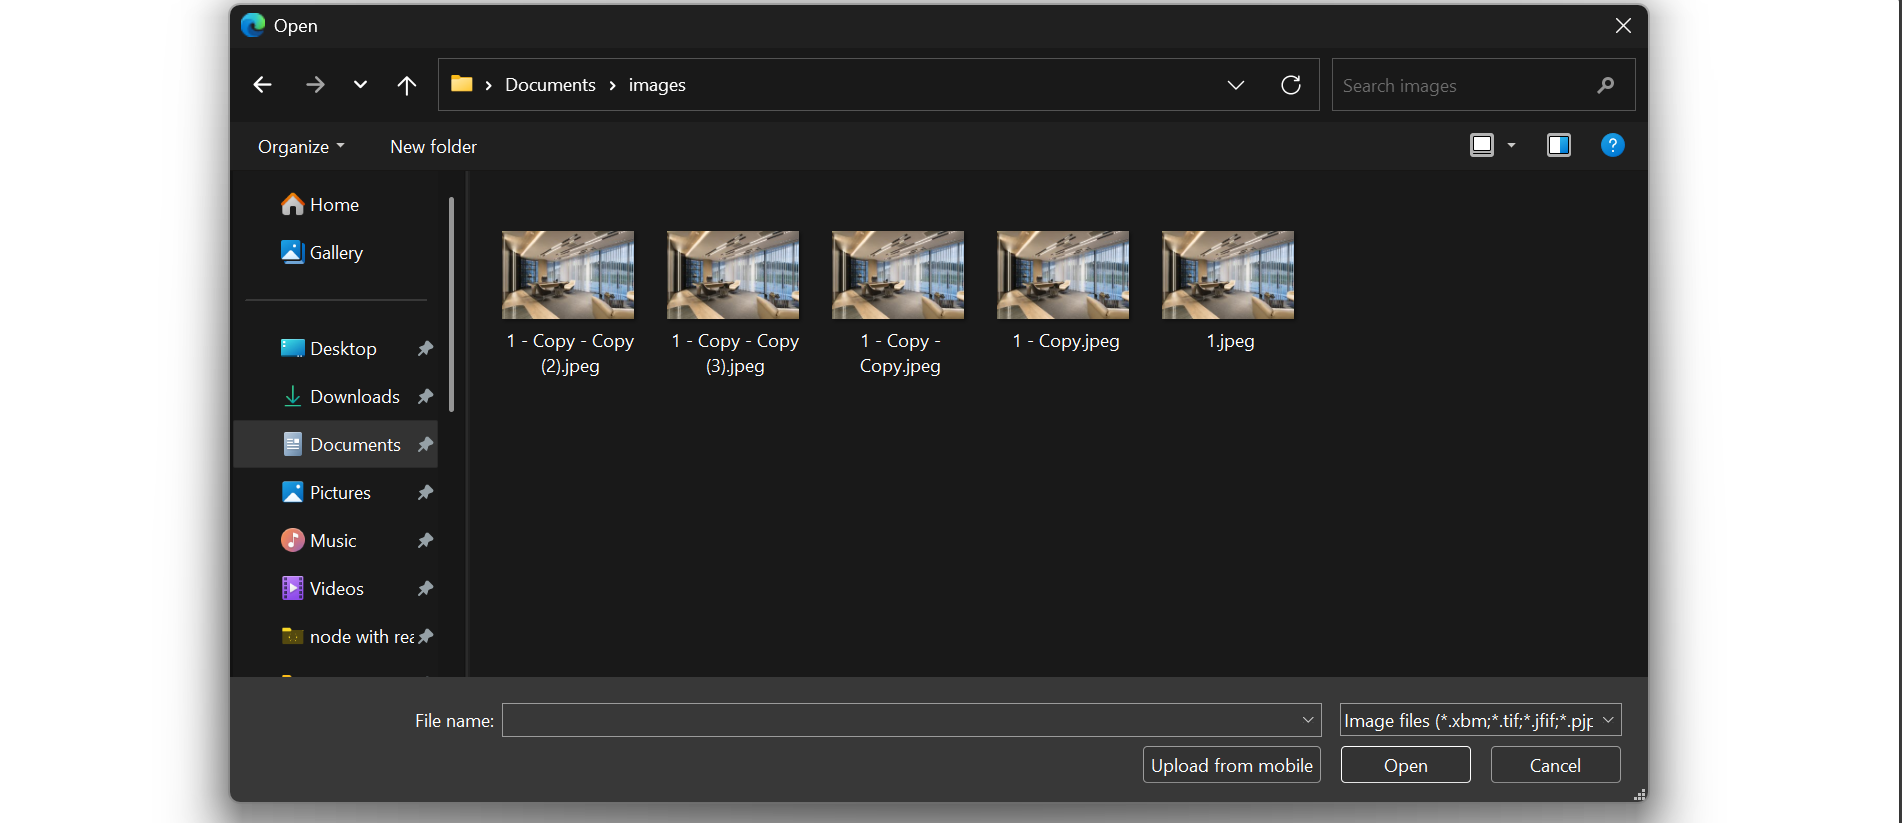 Open
Documents
images
Search images
Organize
New folder
?
Home
Gallery
Desktop
Downloads
Documents
Pictures
Music
Videos
node with rea
1 - Copy - Copy
(2).jpeg
1 - Copy - Copy
(3).jpeg
1 - Copy -
Copy.jpeg
1 - Copy.jpeg
1.jpeg
File name:
Image files (*.xbm;*.tif;*.jfif;*.pjp
Upload from mobile
Open
Cancel